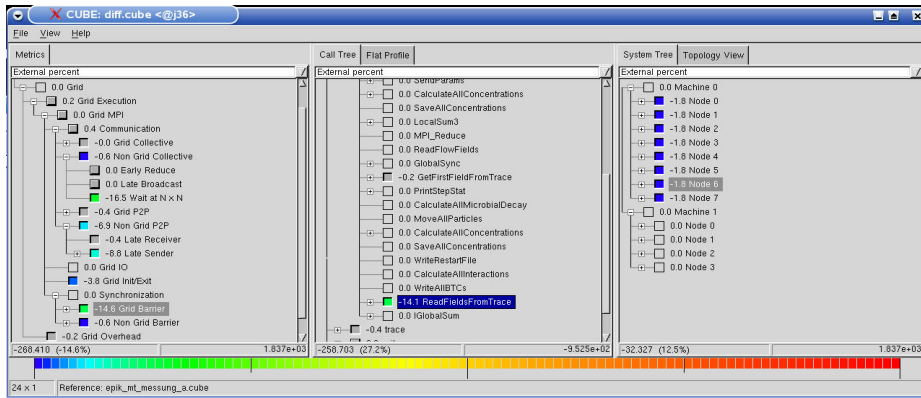 CUBE: diff.cube <@j36>
File View Help
Metrics
External percent
0.0 Grid
0.2 Grid Execution
0.0 Grid MPI
0.4 Communication
-0.0 Grid Collective
-0.6 Non Grid Collective
0.0 Early Reduce
0.0 Late Broadcast
-16.5 Wait at N × N
-0.4 Grid P2P
-6.9 Non Grid P2P
-0.4 Late Receiver
-8.8 Late Sender
0.0 Grid IO
-3.8 Grid Init/Exit
0.0 Synchronization
-14.6 Grid Barrier
-0.6 Non Grid Barrier
-0.2 Grid Overhead
-268.410 (-14.6%) 1.837e+03
Call Tree Flat Profile
External percent
0.0 SendParams
0.0 CalculateAllConcentrations
0.0 SaveAllConcentrations
0.0 LocalSum3
0.0 MPI_Reduce
0.0 ReadFlowFields
0.0 GlobalSync
-0.2 GetFirstFieldFromTrace
0.0 PrintStepStat
0.0 CalculateAllMicrobialDecay
0.0 MoveAllParticles
0.0 CalculateAllConcentrations
0.0 SaveAllConcentrations
0.0 WriteRestartFile
0.0 CalculateAllInteractions
0.0 WriteAllBTCs
-14.1 ReadFieldsFromTrace
0.0 IGlobalSum
-0.4 trace
-258.703 (27.2%) -9.525e+02
System Tree Topology View
External percent
0.0 Machine 0
-1.8 Node 0
-1.8 Node 1
-1.8 Node 2
-1.8 Node 3
-1.8 Node 4
-1.8 Node 5
-1.8 Node 6
-1.8 Node 7
0.0 Machine 1
0.0 Node 0
0.0 Node 1
0.0 Node 2
0.0 Node 3
-32.327 (12.5%) 1.837e+03
24 × 1 Reference: epik_mt_messung_a.cube